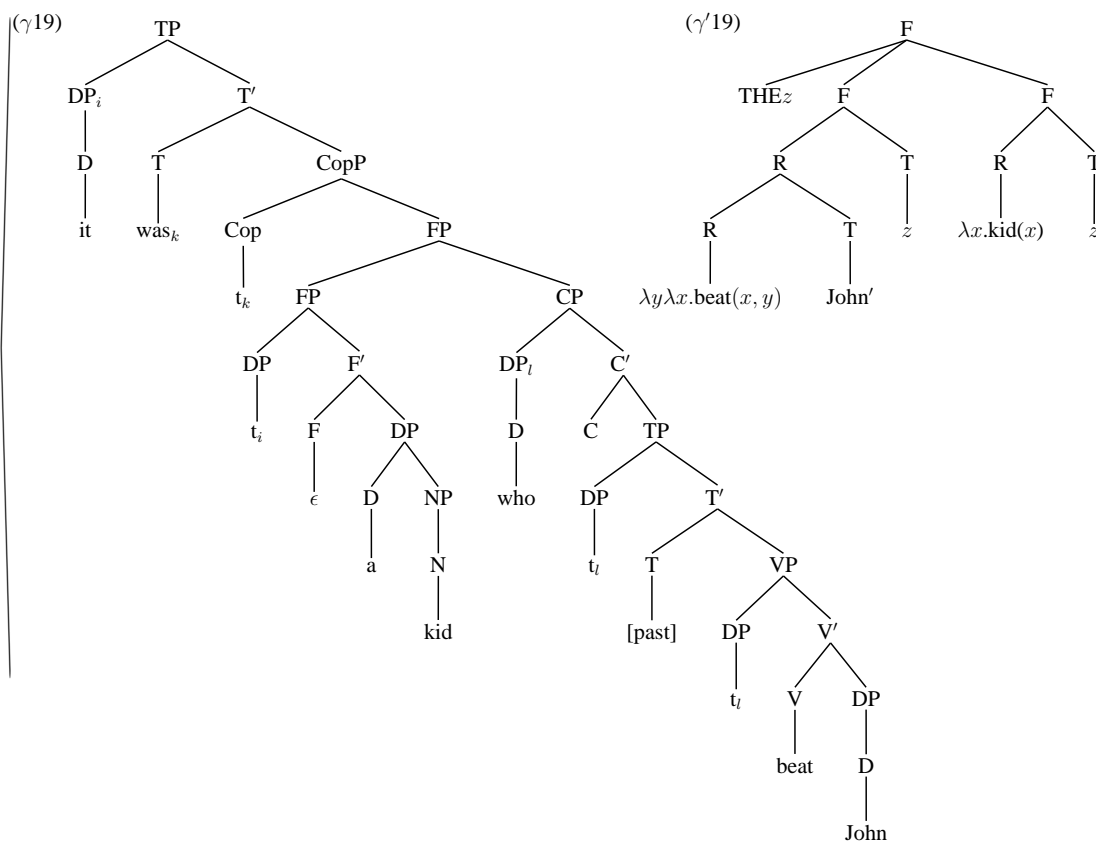 (γ19) (γ′19)
TP F
DP_i T′ THEz F F
D T CopP R T R T
it was_k Cop FP R T z λx.kid(x) z
t_k FP CP λyλx.beat(x, y) John′
DP F′ DP_l C′
t_i F DP D C TP
ϵ D NP who DP T′
a N t_l T VP
kid [past] DP V′
t_l V DP
beat D
John